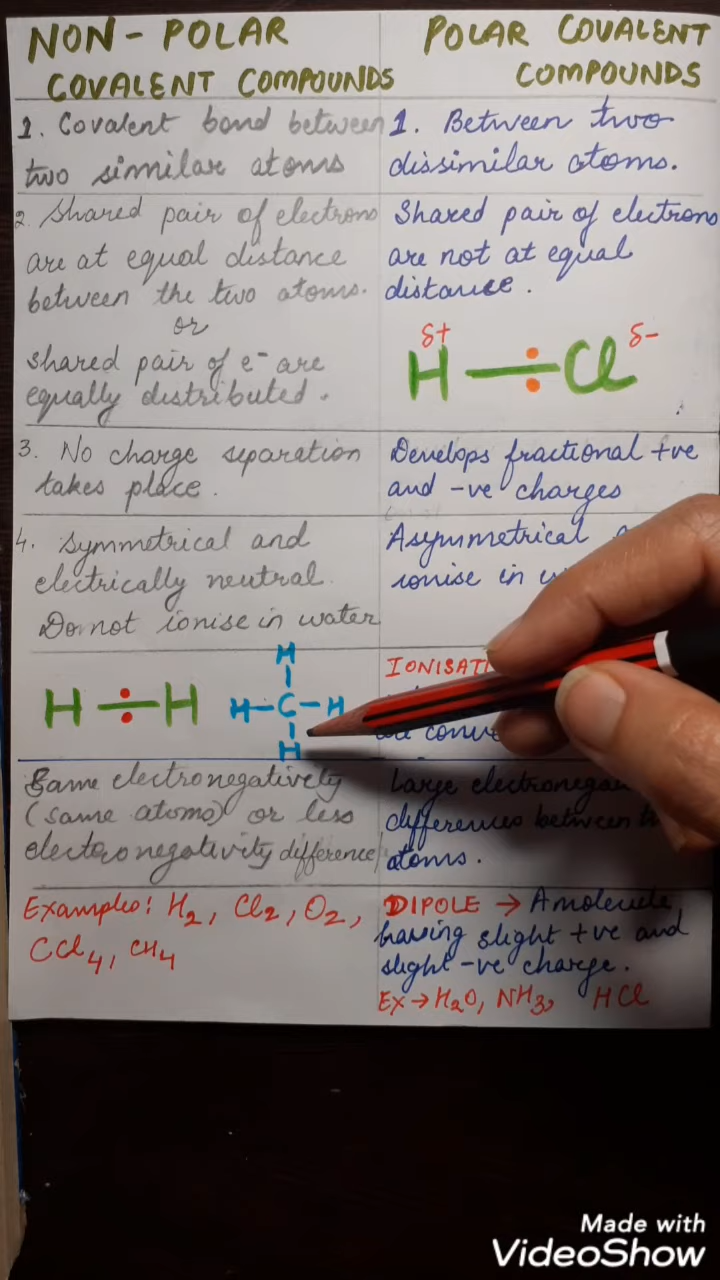 NON-POLAR
COVALENT COMPOUNDS
1. Covalent bond between
two similar atoms
2. Shared pair of electrons
are at equal distance
between the two atoms.
or
shared pair of e⁻ are
equally distributed.
3. No charge separation
takes place.
4. Symmetrical and
electrically neutral.
Do not ionise in water
H : H
H
H-C-H
H
Same electronegatively
(same atoms) or less
electronegativity difference
Examples: H₂, Cl₂, O₂,
CCl₄, CH₄
POLAR COVALENT
COMPOUNDS
1. Between two
dissimilar atoms.
Shared pair of electrons
are not at equal
distance.
δ+ δ-
H — : Cl
Develops fractional +ve
and -ve charges
Asymmetrical
ionise in
Large
differences between
atoms.
DIPOLE → A molecule
having slight +ve and
slight -ve charge.
EX → H₂O, NH₃, HCl
Made with
VideoShow